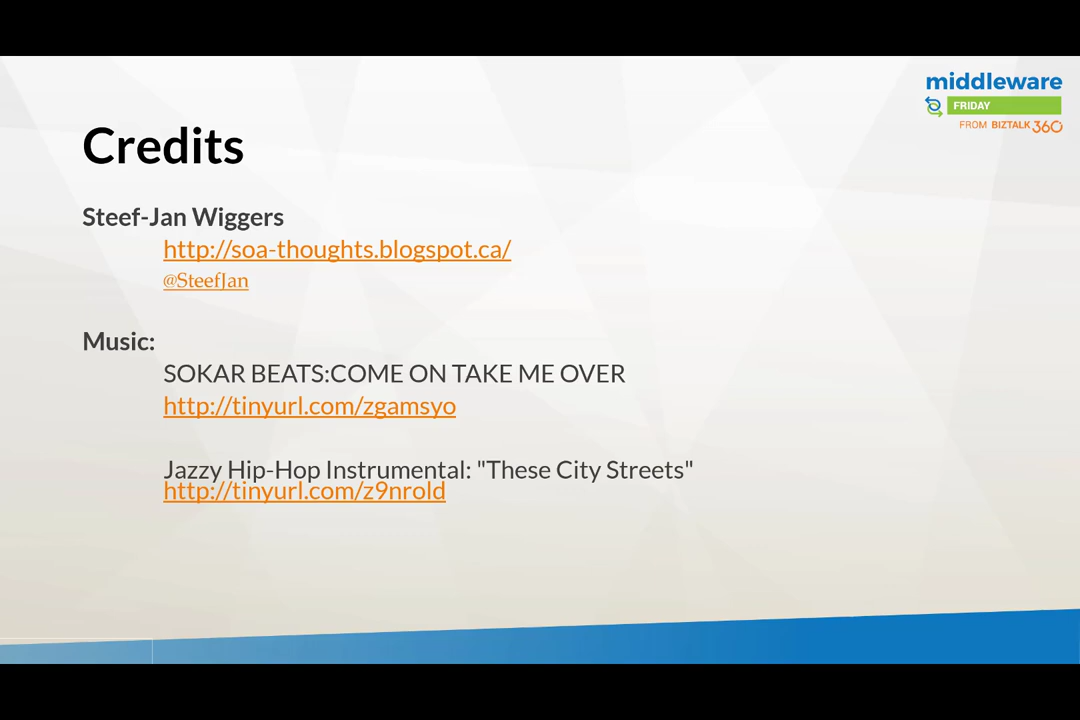 middleware
FRIDAY
FROM BIZTALK 360
Credits
Steef-Jan Wiggers
http://soa-thoughts.blogspot.ca/
@SteefJan
Music:
SOKAR BEATS:COME ON TAKE ME OVER
http://tinyurl.com/zgamsyo
Jazzy Hip-Hop Instrumental: "These City Streets"
http://tinyurl.com/z9nrold